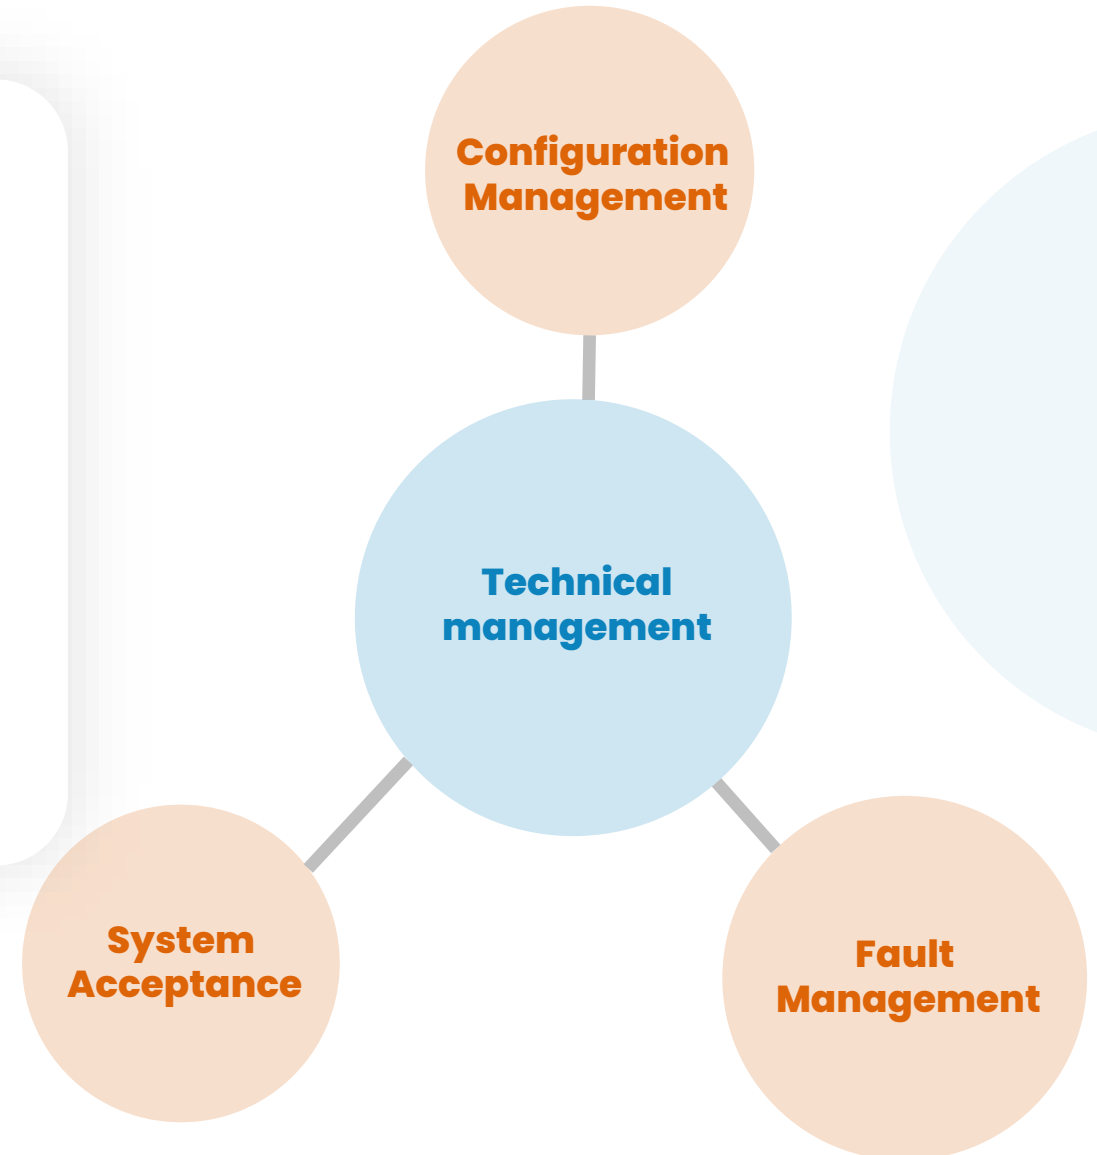 Configuration
Management
Technical
management
System
Acceptance
Fault
Management